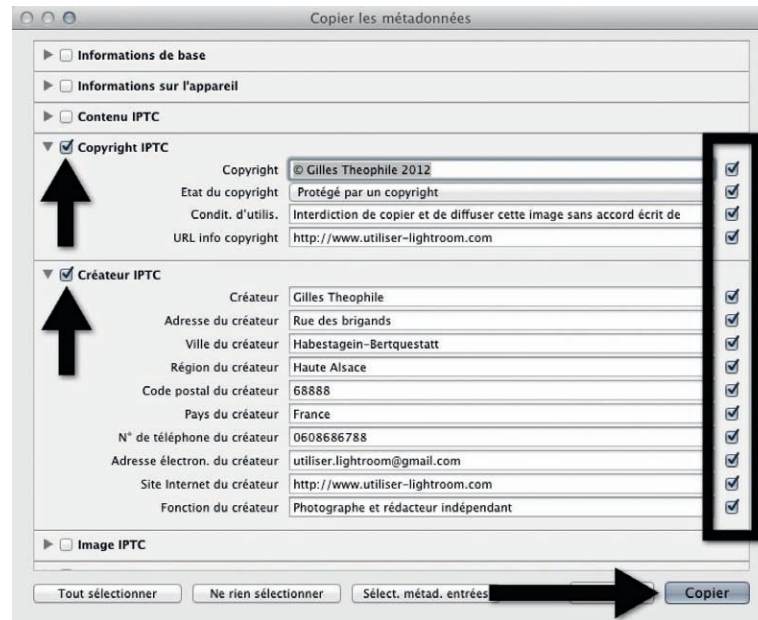 Copier les métadonnées
Informations de base
Informations sur l'appareil
Contenu IPTC
Copyright IPTC
Copyright © Gilles Theophile 2012
Etat du copyright Protégé par un copyright
Condit. d'utilis. Interdiction de copier et de diffuser cette image sans accord écrit de
URL info copyright http://www.utiliser-lightroom.com
Créateur IPTC
Créateur Gilles Theophile
Adresse du créateur Rue des brigands
Ville du créateur Habestagein-Bertquestatt
Région du créateur Haute Alsace
Code postal du créateur 68888
Pays du créateur France
N° de téléphone du créateur 0608686788
Adresse électron. du créateur utiliser.lightroom@gmail.com
Site Internet du créateur http://www.utiliser-lightroom.com
Fonction du créateur Photographe et rédacteur indépendant
Image IPTC
Tout sélectionner Ne rien sélectionner Sélect. métad. entrées Copier